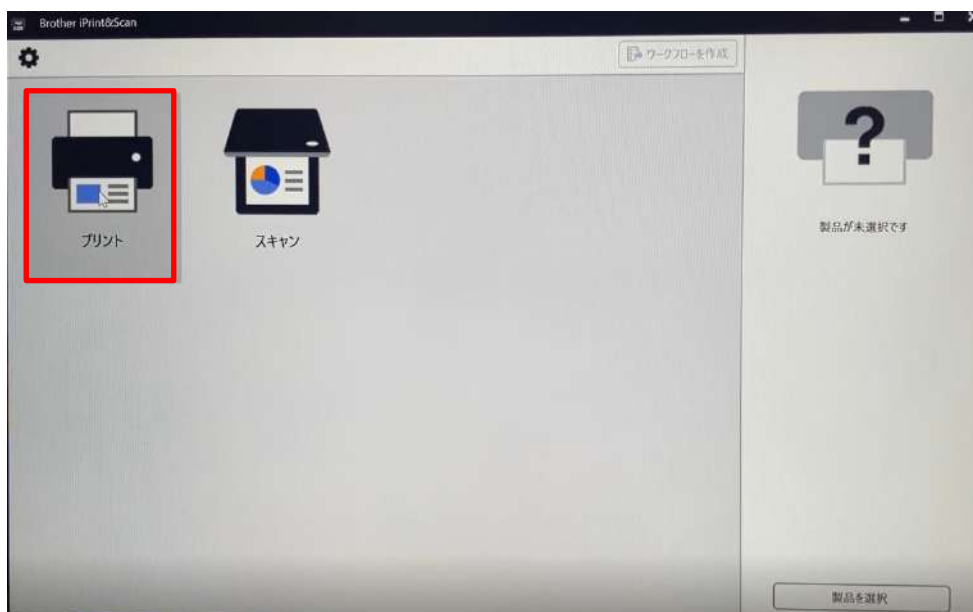 Brother iPrint&Scan
ワークフローを作成
プリント
スキャン
?
製品が未選択です
製品を選択